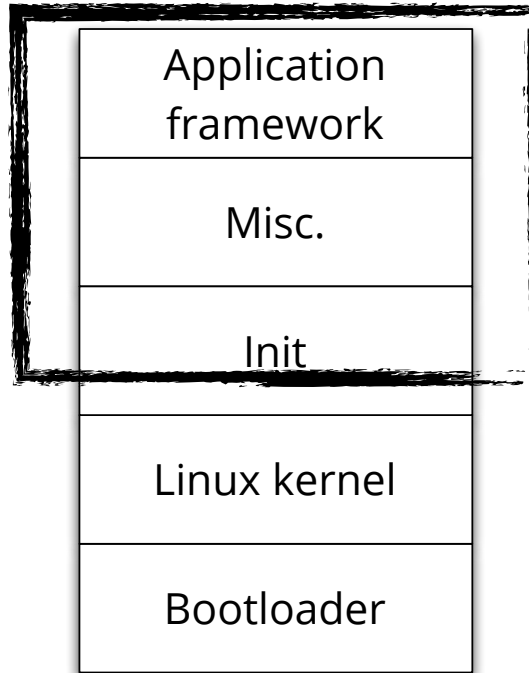 Application
framework
Misc.
Init
Linux kernel
Bootloader